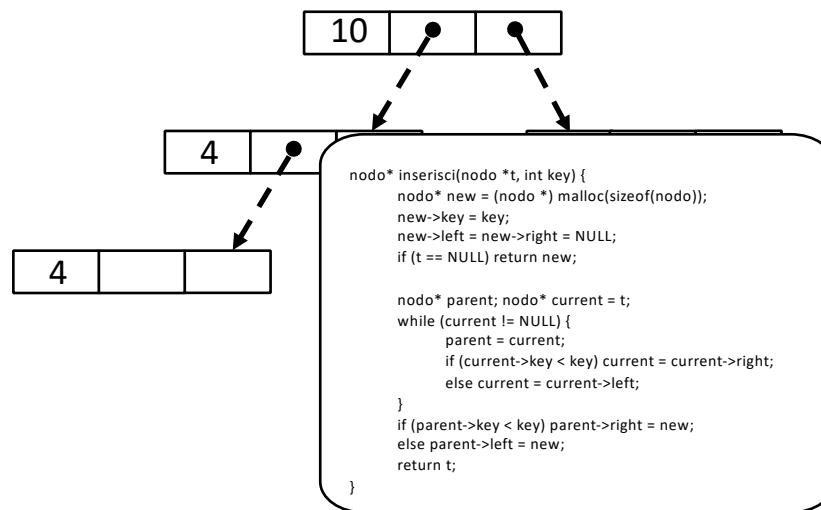 10
4
4
nodo* inserisci(nodo *t, int key) {
nodo* new = (nodo *) malloc(sizeof(nodo));
new->key = key;
new->left = new->right = NULL;
if (t == NULL) return new;
nodo* parent; nodo* current = t;
while (current != NULL) {
parent = current;
if (current->key < key) current = current->right;
else current = current->left;
}
if (parent->key < key) parent->right = new;
else parent->left = new;
return t;
}